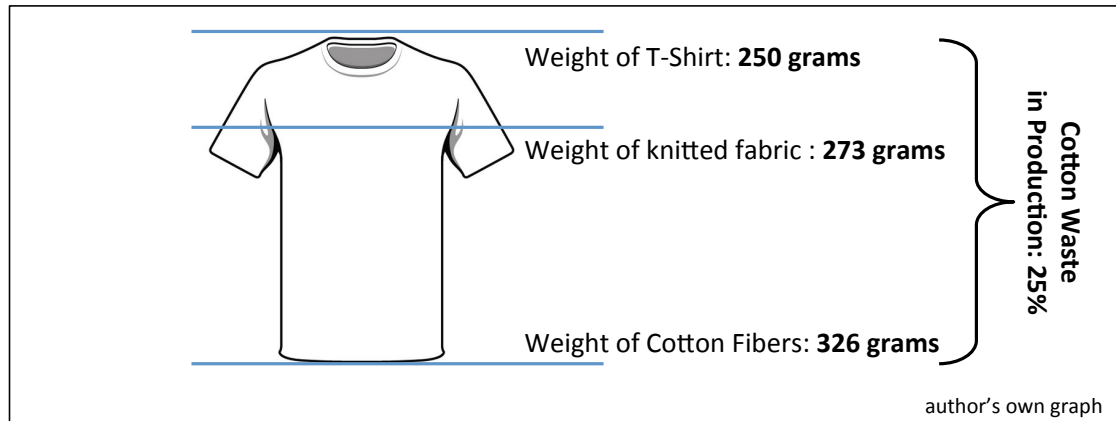 Weight of T-Shirt: 250 grams
Weight of knitted fabric : 273 grams
Weight of Cotton Fibers: 326 grams
Cotton Waste
in Production: 25%
author's own graph